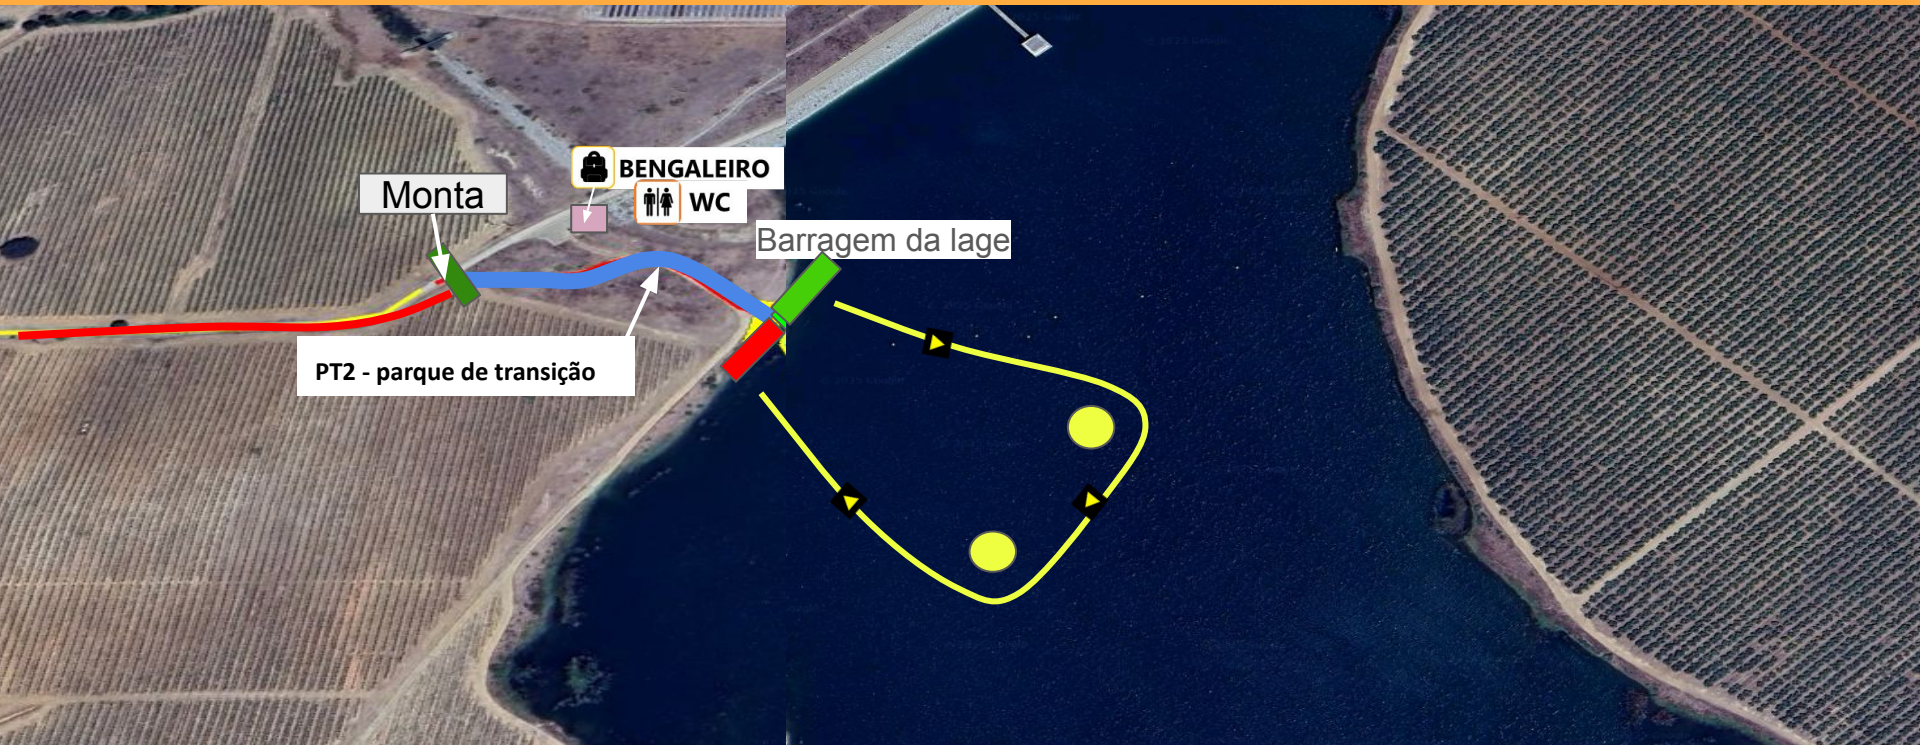 BENGALEIRO
WC
Monta
Barragem da lage
PT2 - parque de transição